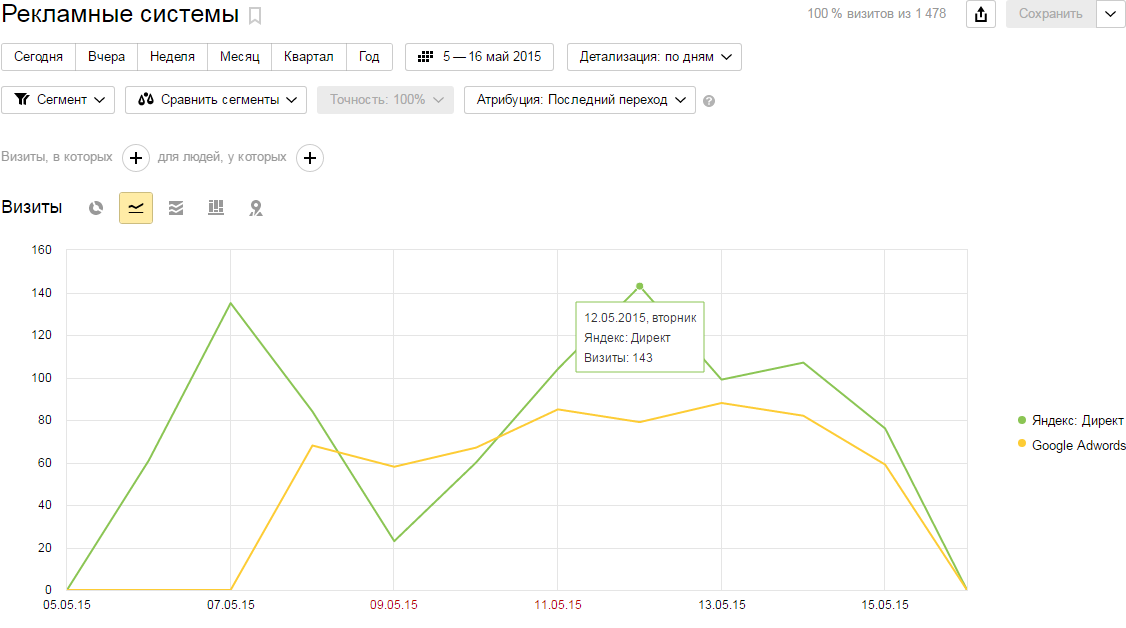 Рекламные системы
100 % визитов из 1 478
Сохранить
Сегодня Вчера Неделя Месяц Квартал Год 5 — 16 май 2015 Детализация: по дням
Сегмент Сравнить сегменты Точность: 100% Атрибуция: Последний переход ?
Визиты, в которых + для людей, у которых +
Визиты
160
140
120
100
80
60
40
20
0
12.05.2015, вторник
Яндекс: Директ
Визиты: 143
Яндекс: Директ
Google Adwords
05.05.15 07.05.15 09.05.15 11.05.15 13.05.15 15.05.15